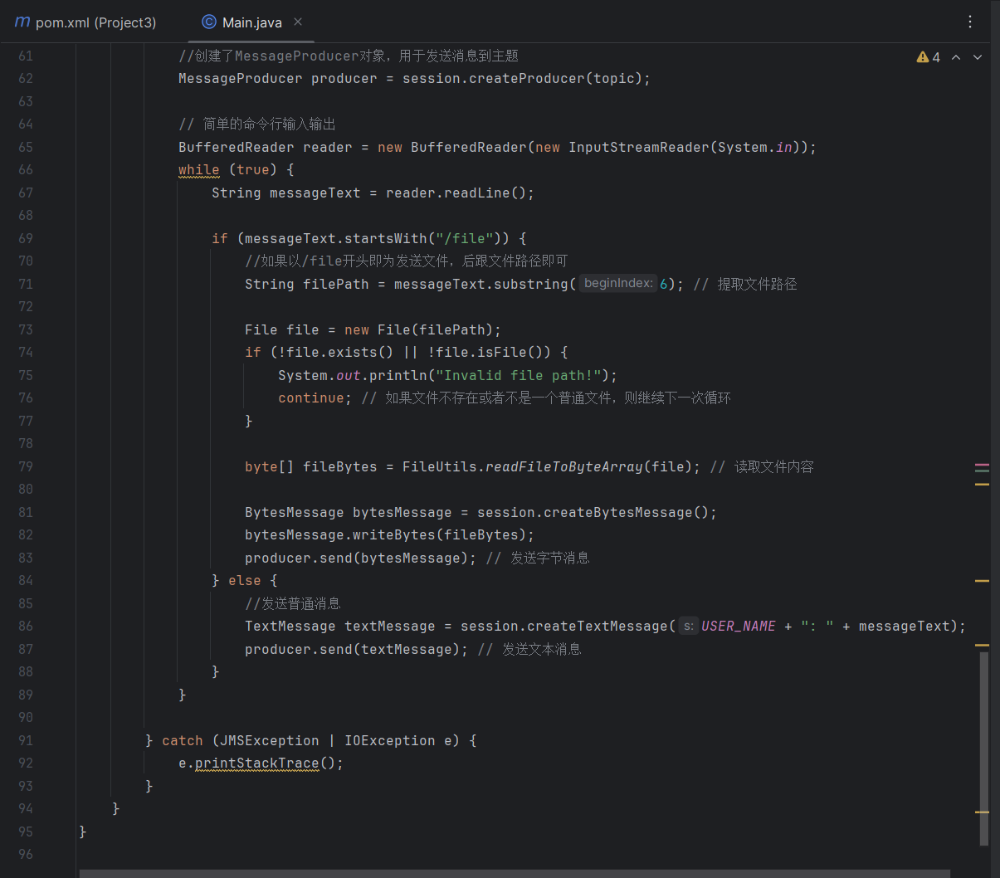 m pom.xml (Project3)
Main.java
4
61 //创建了MessageProducer对象，用于发送消息到主题
62 MessageProducer producer = session.createProducer(topic);
63
64 // 简单的命令行输入输出
65 BufferedReader reader = new BufferedReader(new InputStreamReader(System.in));
66 while (true) {
67 String messageText = reader.readLine();
68
69 if (messageText.startsWith("/file")) {
70 //如果以/file开头即为发送文件，后跟文件路径即可
71 String filePath = messageText.substring( beginIndex: 6); // 提取文件路径
72
73 File file = new File(filePath);
74 if (!file.exists() || !file.isFile()) {
75 System.out.println("Invalid file path!");
76 continue; // 如果文件不存在或者不是一个普通文件，则继续下一次循环
77 }
78
79 byte[] fileBytes = FileUtils.readFileToByteArray(file); // 读取文件内容
80
81 BytesMessage bytesMessage = session.createBytesMessage();
82 bytesMessage.writeBytes(fileBytes);
83 producer.send(bytesMessage); // 发送字节消息
84 } else {
85 //发送普通消息
86 TextMessage textMessage = session.createTextMessage( s: USER_NAME + ": " + messageText);
87 producer.send(textMessage); // 发送文本消息
88 }
89 }
90
91 } catch (JMSException | IOException e) {
92 e.printStackTrace();
93 }
94 }
95 }
96